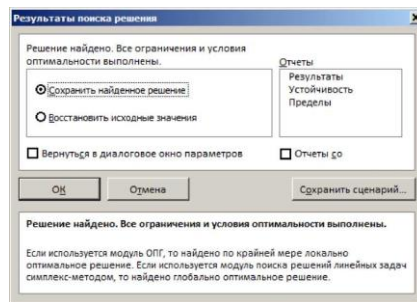 Результаты поиска решения
Решение найдено. Все ограничения и условия
оптимальности выполнены.
Отчеты
Результаты
Устойчивость
Пределы
Сохранить найденное решение
Восстановить исходные значения
Вернуться в диалоговое окно параметров
Отчеты со
ОК
Отмена
Сохранить сценарий...
Решение найдено. Все ограничения и условия оптимальности выполнены.
Если используется модуль ОПГ, то найдено по крайней мере локально
оптимальное решение. Если используется модуль поиска решений линейных задач
симплекс-методом, то найдено глобально оптимальное решение.